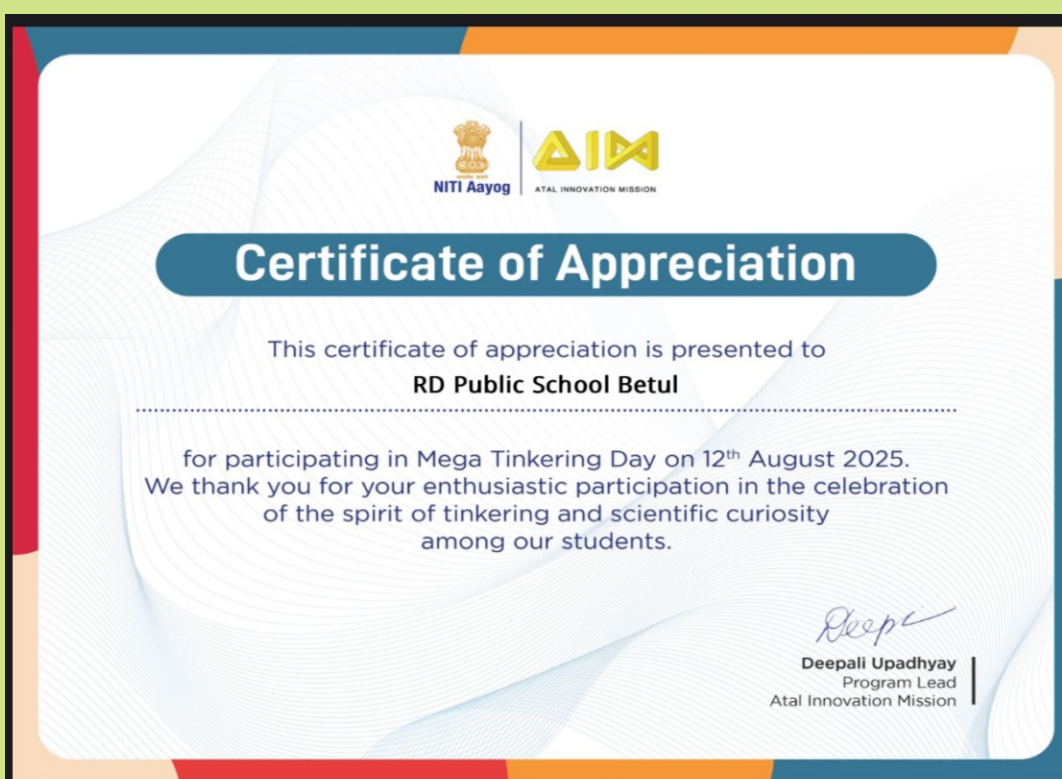 NITI Aayog
AIM
ATAL INNOVATION MISSION
Certificate of Appreciation
This certificate of appreciation is presented to
RD Public School Betul
for participating in Mega Tinkering Day on 12th August 2025.
We thank you for your enthusiastic participation in the celebration
of the spirit of tinkering and scientific curiosity
among our students.
Deepali Upadhyay
Program Lead
Atal Innovation Mission